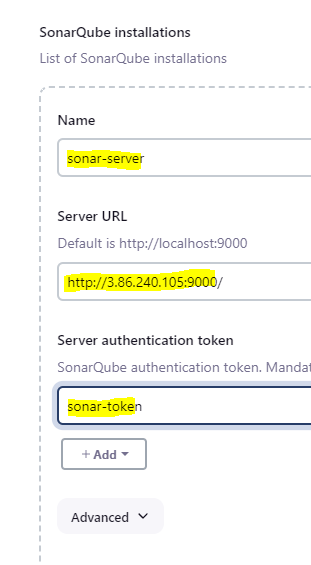 SonarQube installations
List of SonarQube installations
Name
sonar-server
Server URL
Default is http://localhost:9000
http://3.86.240.105:9000/
Server authentication token
SonarQube authentication token. Mandat
sonar-token
+ Add
Advanced